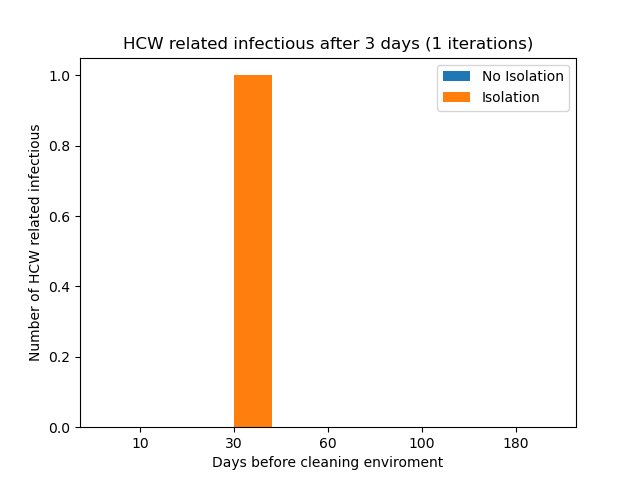 HCW related infectious after 3 days (1 iterations)
No Isolation
Isolation
1.0
0.8
0.6
0.4
0.2
0.0
Number of HCW related infectious
10 30 60 100 180
Days before cleaning enviroment